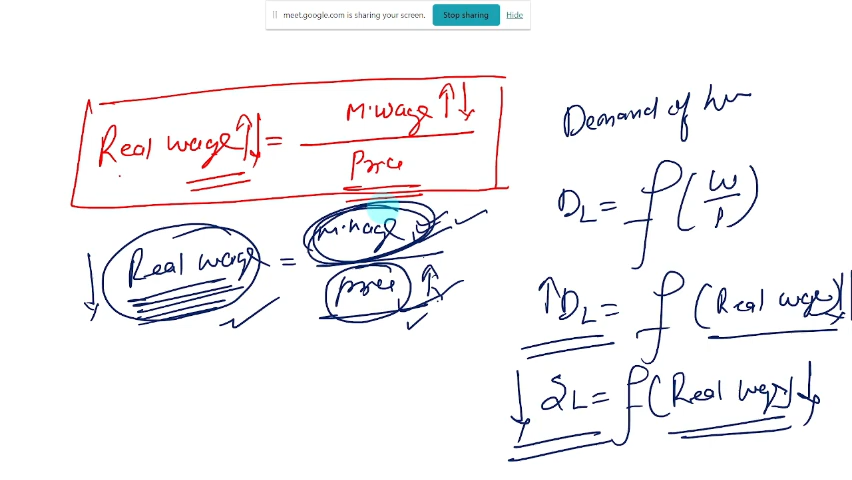 meet.google.com is sharing your screen. Stop sharing Hide
Real wage ↑↓ = M.wage ↑↓ / Price
Demand of
DL = f (W/P)
↓ Real wage = m.wage / price ↑
↑ DL = f (Real wage) ↓
↓ SL = f (Real wage) ↓